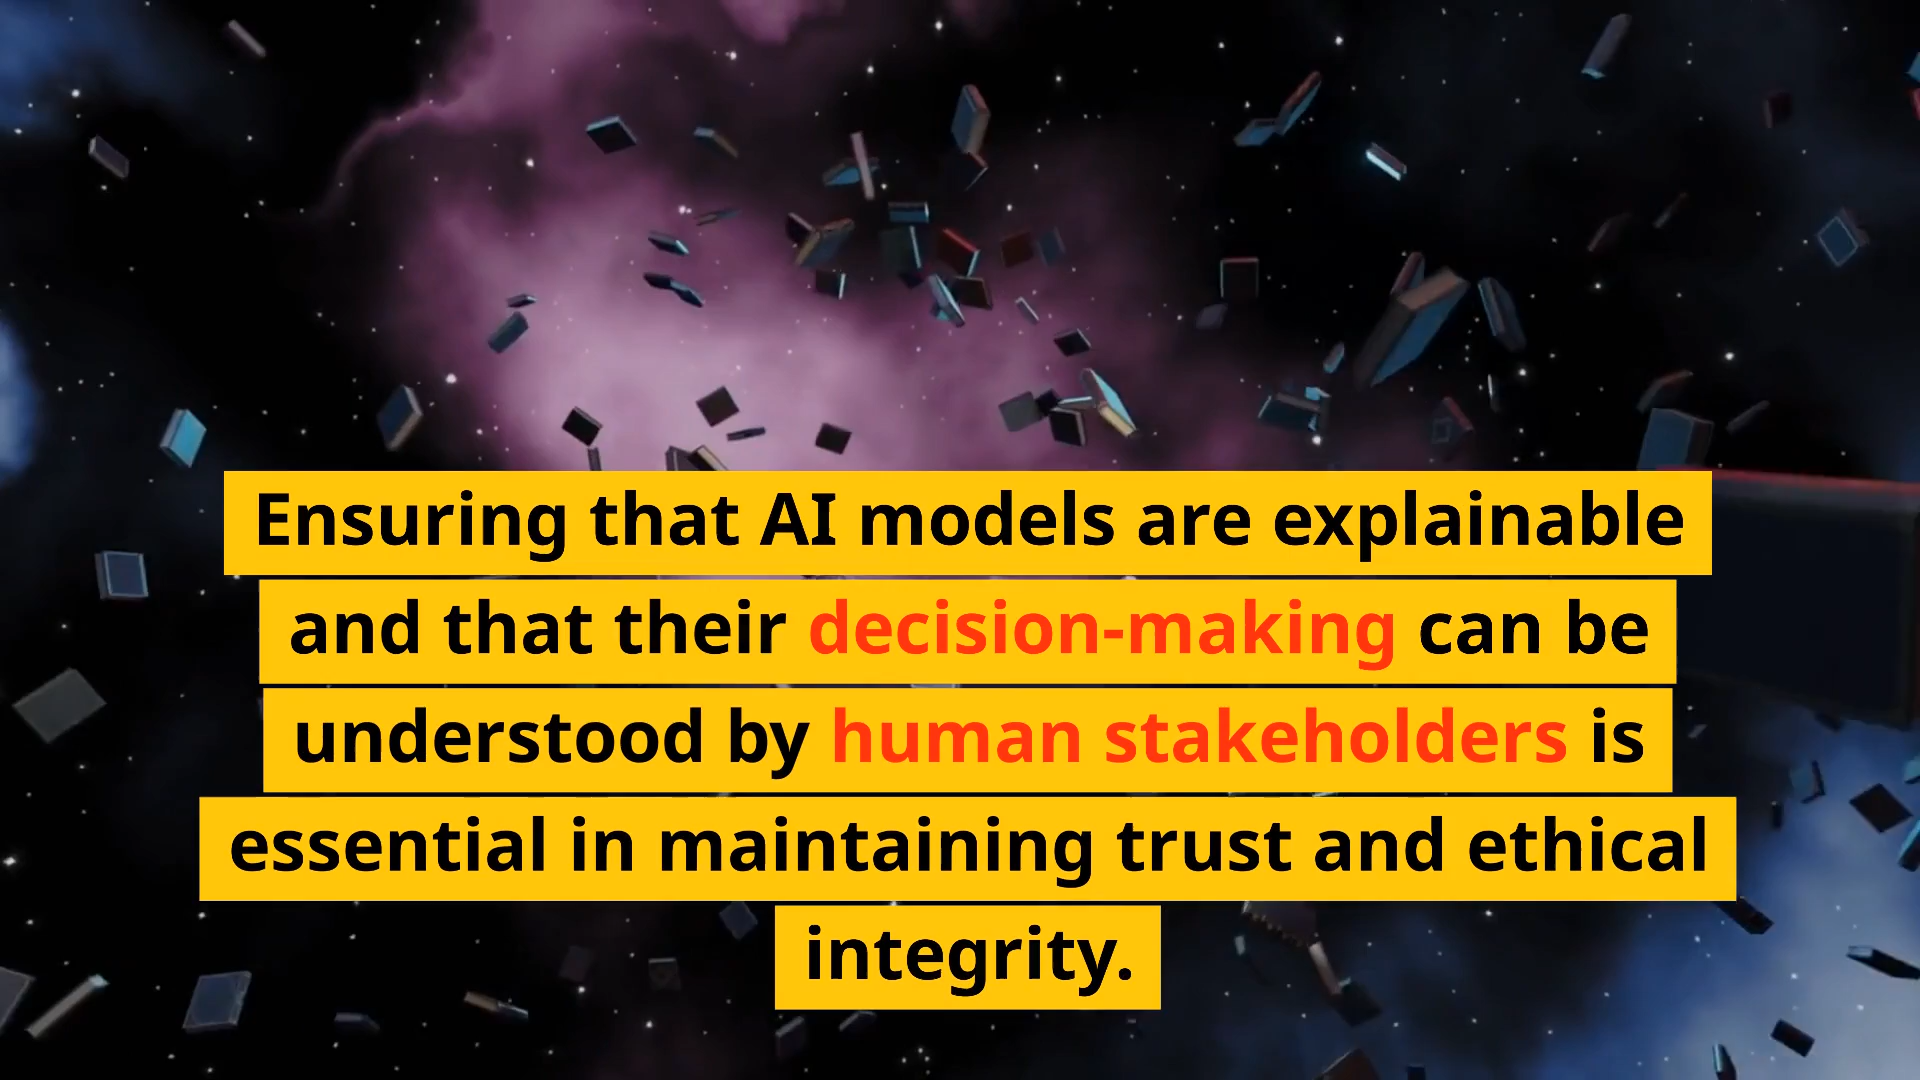 Ensuring that AI models are explainable
and that their decision-making can be
understood by human stakeholders is
essential in maintaining trust and ethical
integrity.